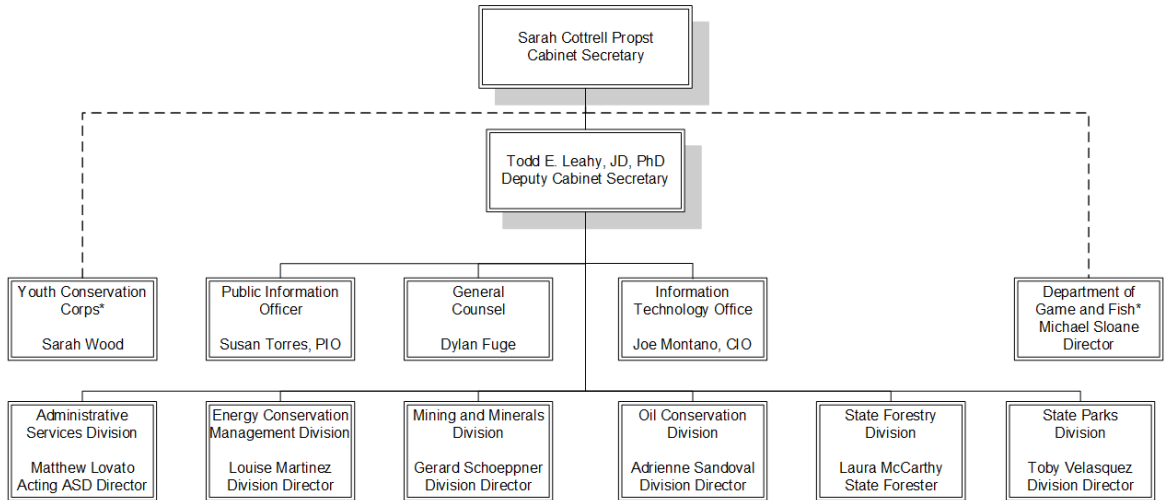 Sarah Cottrell Propst
Cabinet Secretary
Todd E. Leahy, JD, PhD
Deputy Cabinet Secretary
Youth Conservation
Corps*
Sarah Wood
Public Information
Officer
Susan Torres, PIO
General
Counsel
Dylan Fuge
Information
Technology Office
Joe Montano, CIO
Department of
Game and Fish*
Michael Sloane
Director
Administrative
Services Division
Matthew Lovato
Acting ASD Director
Energy Conservation
Management Division
Louise Martinez
Division Director
Mining and Minerals
Division
Gerard Schoeppner
Division Director
Oil Conservation
Division
Adrienne Sandoval
Division Director
State Forestry
Division
Laura McCarthy
State Forester
State Parks
Division
Toby Velasquez
Division Director